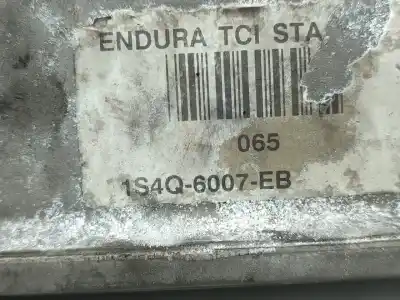 ENDURA TCI STA
065
1S4Q-6007-EB